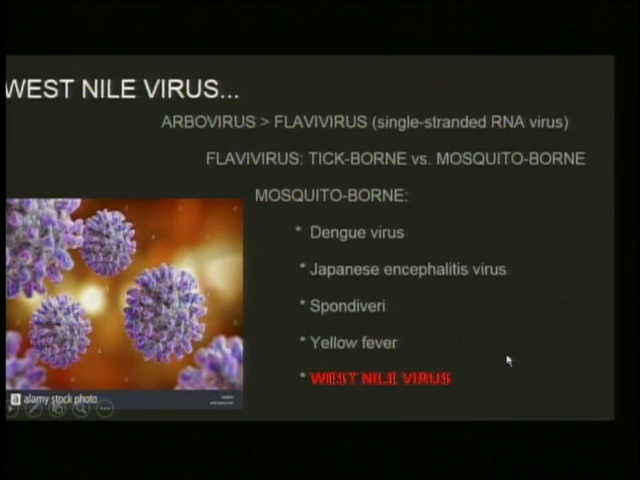 WEST NILE VIRUS...
ARBOVIRUS > FLAVIVIRUS (single-stranded RNA virus)
FLAVIVIRUS: TICK-BORNE vs. MOSQUITO-BORNE
MOSQUITO-BORNE:
* Dengue virus
* Japanese encephalitis virus
* Spondiveri
* Yellow fever
* WEST NILE VIRUS
a alamy stock photo